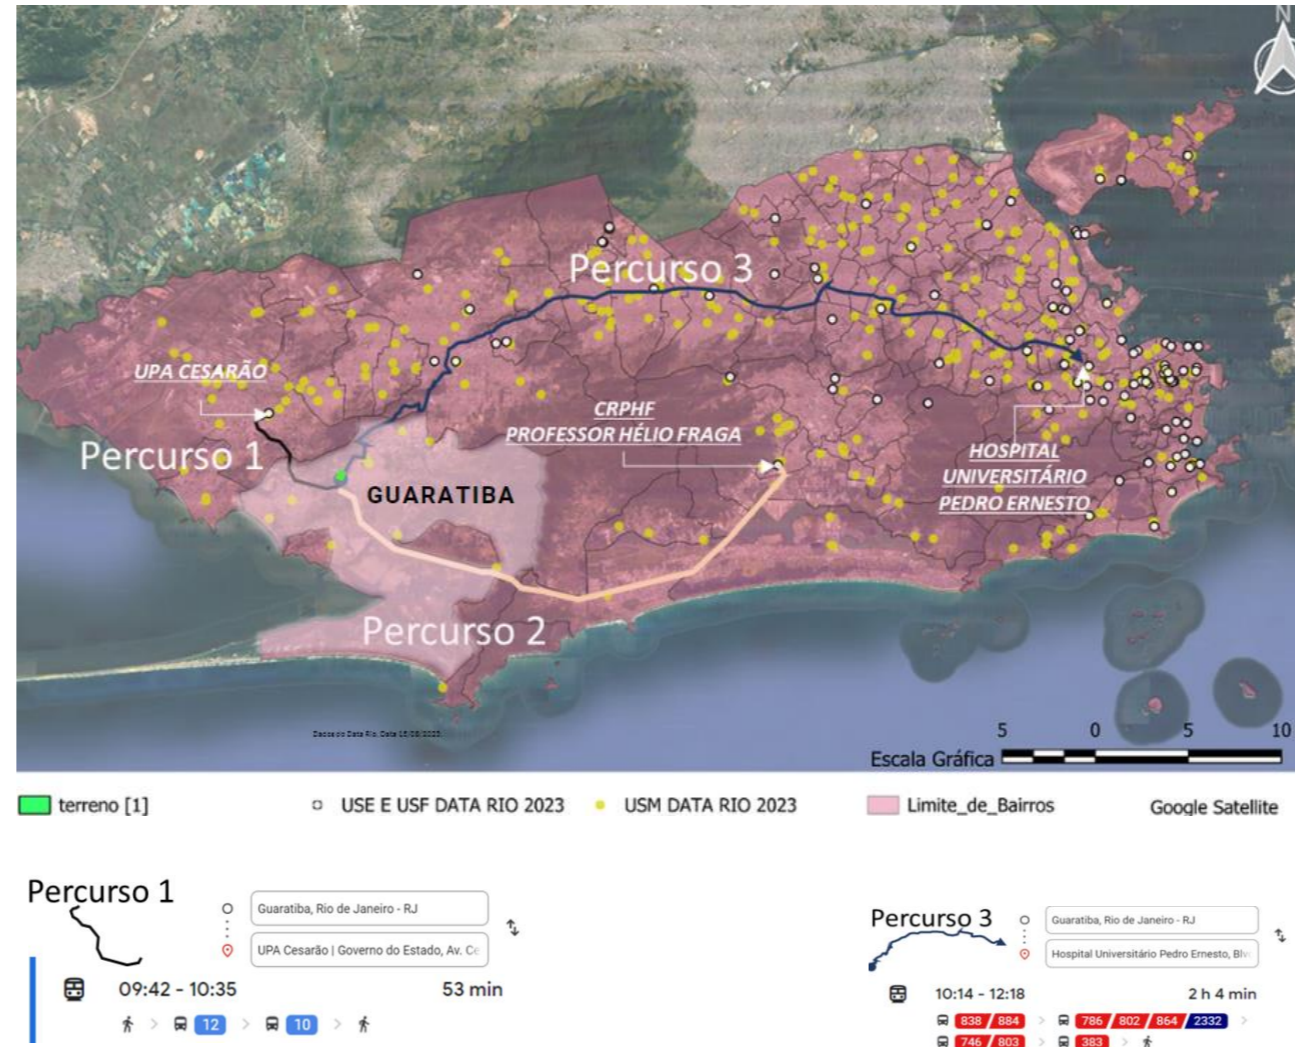 N
Percurso 3
UPA CESARÃO
CRPHF
PROFESSOR HÉLIO FRAGA
Percurso 1
HOSPITAL
UNIVERSITÁRIO
PEDRO ERNESTO
GUARATIBA
Percurso 2
5 0 5 10
Escala Gráfica
terreno [1] USE E USF DATA RIO 2023 USM DATA RIO 2023 Limite_de_Bairros Google Satellite
Percurso 1
Guaratiba, Rio de Janeiro - RJ
UPA Cesarão | Governo do Estado, Av. Ce
09:42 - 10:35 53 min
12 > 10 >
Percurso 3
Guaratiba, Rio de Janeiro - RJ
Hospital Universitário Pedro Ernesto, Blv
10:14 - 12:18 2 h 4 min
838 / 884 > 786 / 802 / 864 / 2332 >
746 / 803 > 383 >